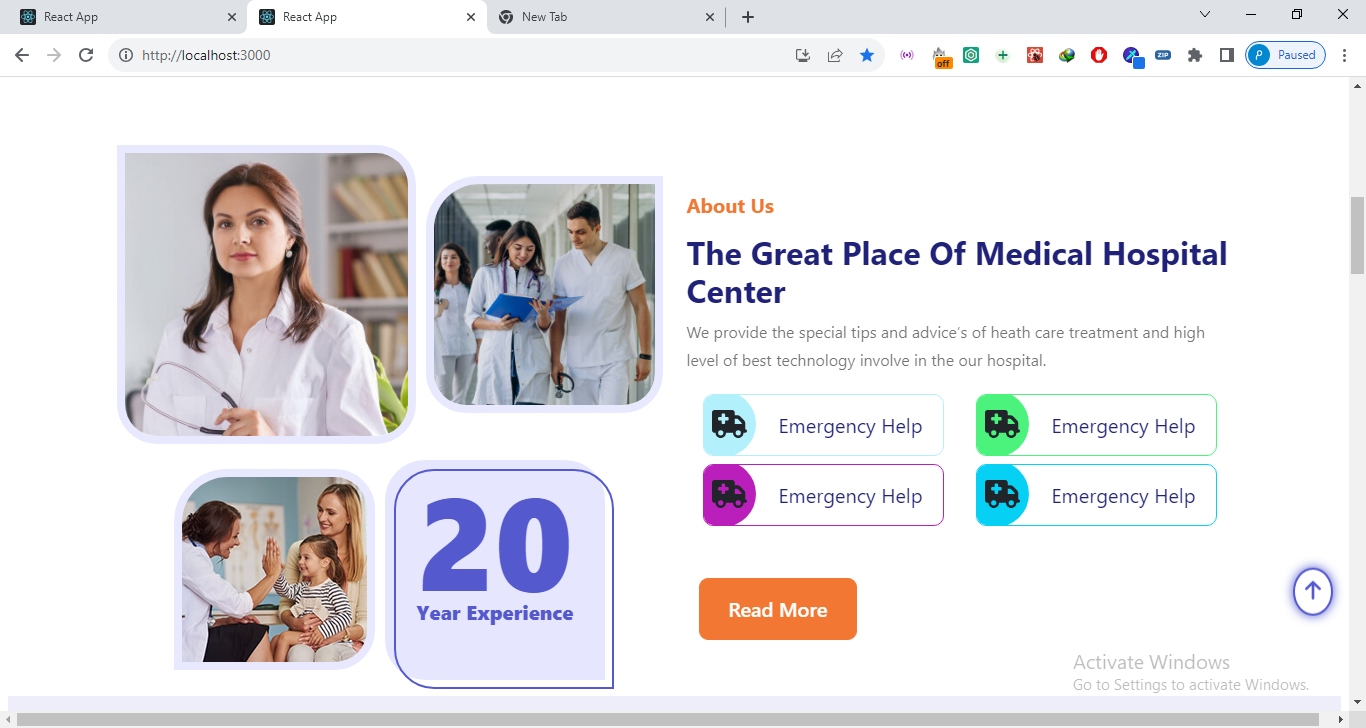 React App
React App
New Tab
http://localhost:3000
off
ZIP
P
Paused
About Us
The Great Place Of Medical Hospital
Center
We provide the special tips and advice's of heath care treatment and high
level of best technology involve in the our hospital.
Emergency Help
Emergency Help
Emergency Help
Emergency Help
20
Year Experience
Read More
Activate Windows
Go to Settings to activate Windows.